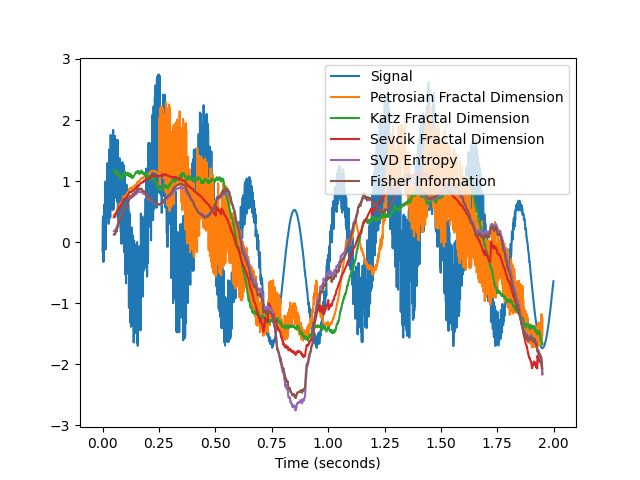 3
2
1
0
−1
−2
−3
Signal
Petrosian Fractal Dimension
Katz Fractal Dimension
Sevcik Fractal Dimension
SVD Entropy
Fisher Information
0.00 0.25 0.50 0.75 1.00 1.25 1.50 1.75 2.00
Time (seconds)